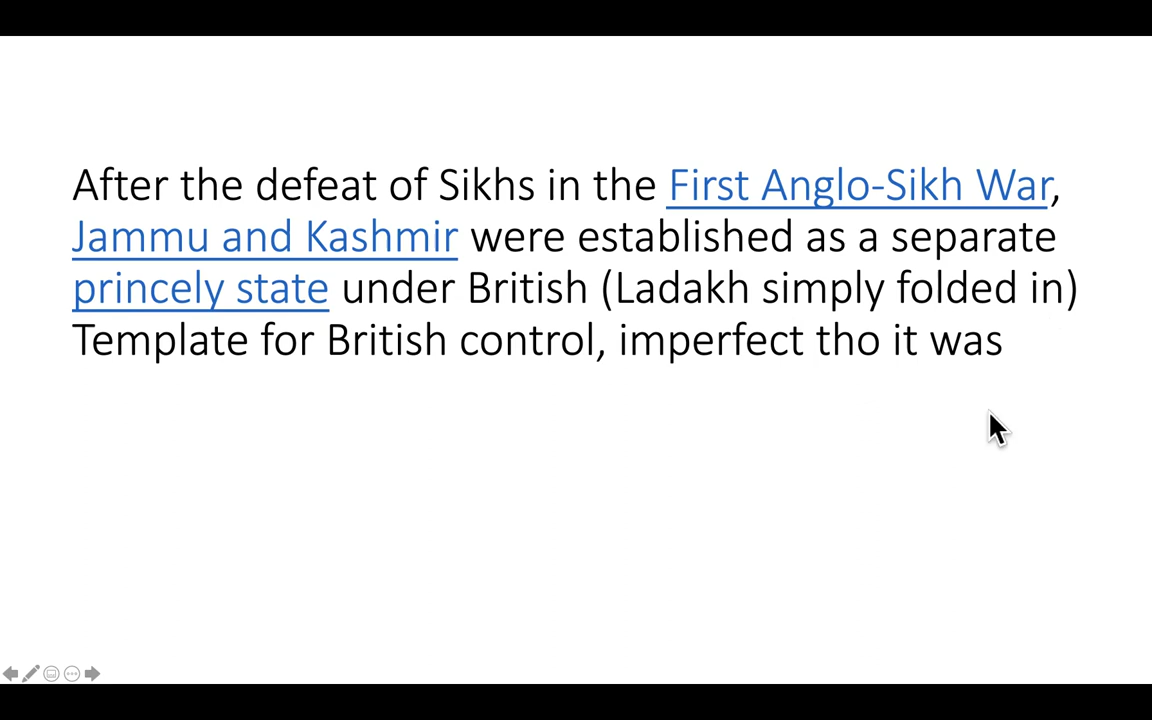 After the defeat of Sikhs in the First Anglo-Sikh War,
Jammu and Kashmir were established as a separate
princely state under British (Ladakh simply folded in)
Template for British control, imperfect tho it was